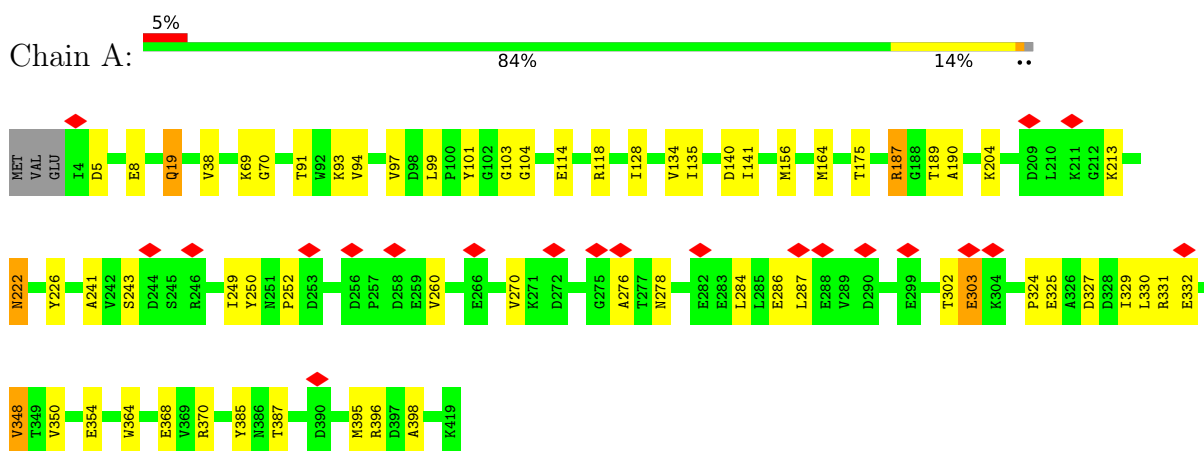 5%
Chain A:
84% 14% ••
MET VAL GLU I4 D5 E8 Q19 V38 K69 G70 T91 W92 K93 V94 V97 D98 L99 P100 Y101 G102 G103 G104 E114 R118 I128 V134 I135 D140 I141 M156 M164 T175 R187 G188 T189 A190 K204 D209 L210 K211 G212 K213
N222 Y226 A241 V242 S243 D244 S245 R246 I249 Y250 N251 P252 D253 D256 P257 D258 E259 V260 E266 V270 K271 D272 G275 A276 T277 N278 E282 E283 L284 L285 E286 L287 E288 V289 D290 E299 T302 E303 K304 P324 E325 A326 D327 D328 I329 L330 R331 E332
V348 T349 V350 E354 W364 E368 V369 R370 Y385 N386 T387 D390 M395 R396 D397 A398 K419